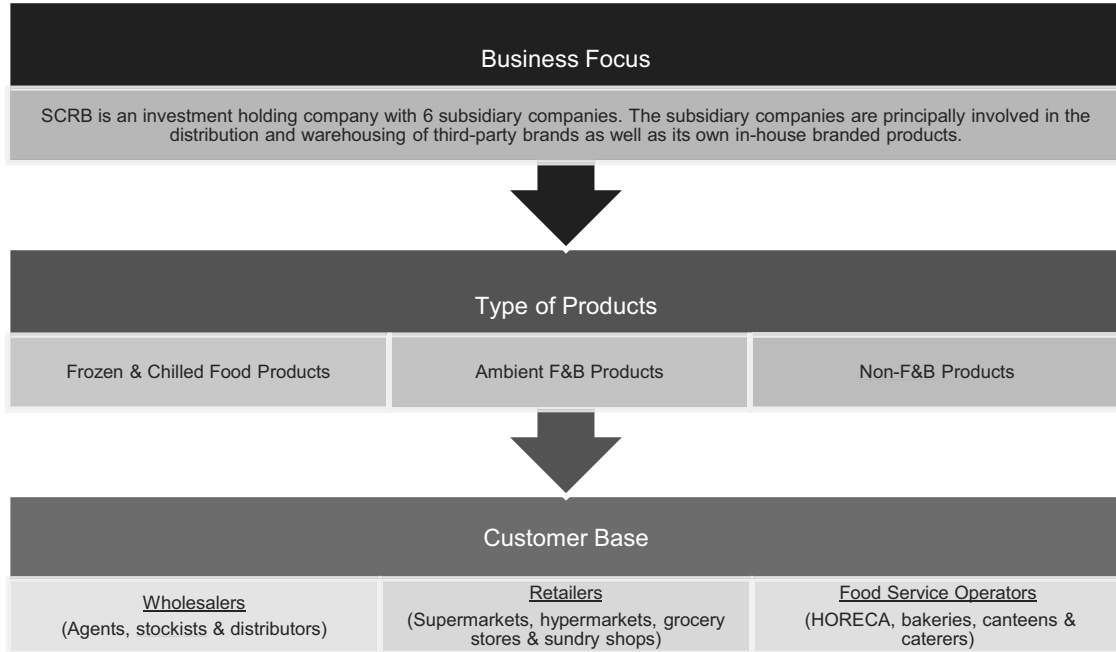 Business Focus
SCRB is an investment holding company with 6 subsidiary companies. The subsidiary companies are principally involved in the
distribution and warehousing of third-party brands as well as its own in-house branded products.
Type of Products
Frozen & Chilled Food Products
Ambient F&B Products
Non-F&B Products
Customer Base
Wholesalers
(Agents, stockists & distributors)
Retailers
(Supermarkets, hypermarkets, grocery
stores & sundry shops)
Food Service Operators
(HORECA, bakeries, canteens &
caterers)